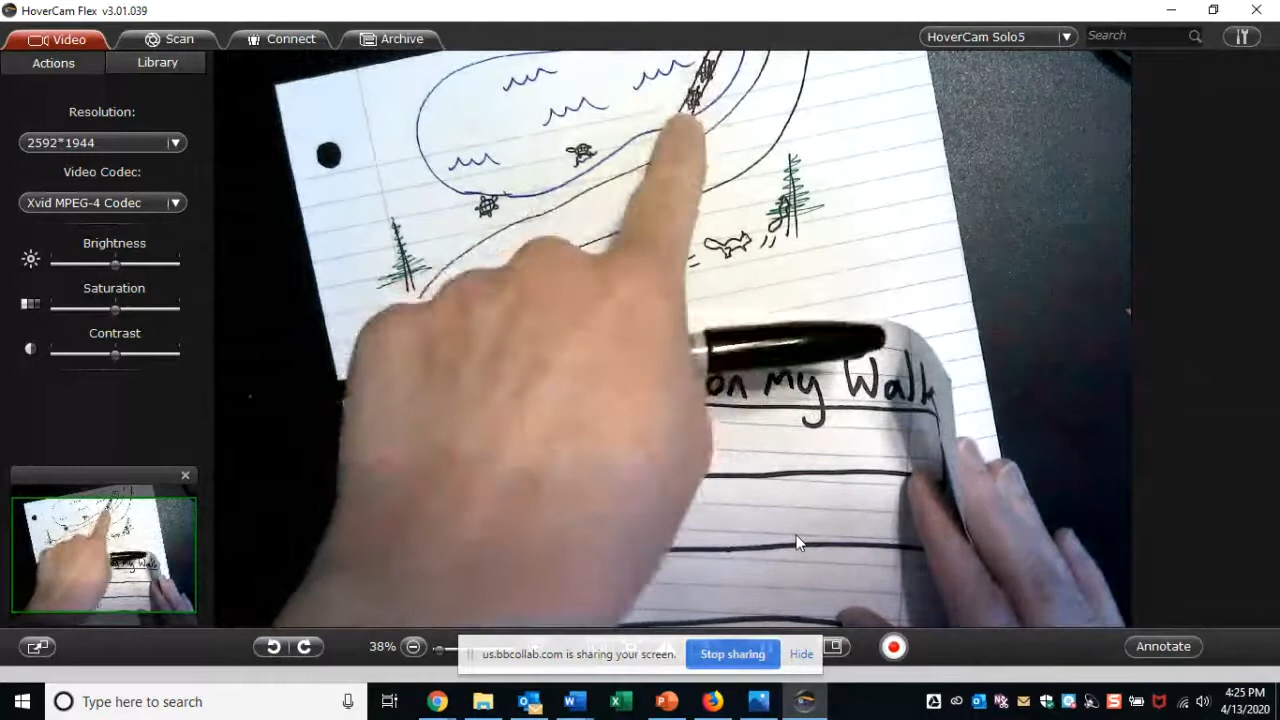 HoverCam Flex v3.01.039
Video
Scan
Connect
Archive
HoverCam Solo5
Search
Actions
Library
Resolution:
2592*1944
Video Codec:
Xvid MPEG-4 Codec
Brightness
Saturation
Contrast
on my Walk
38%
us.bbcollab.com is sharing your screen.
Stop sharing
Hide
Annotate
Type here to search
4:25 PM
4/13/2020